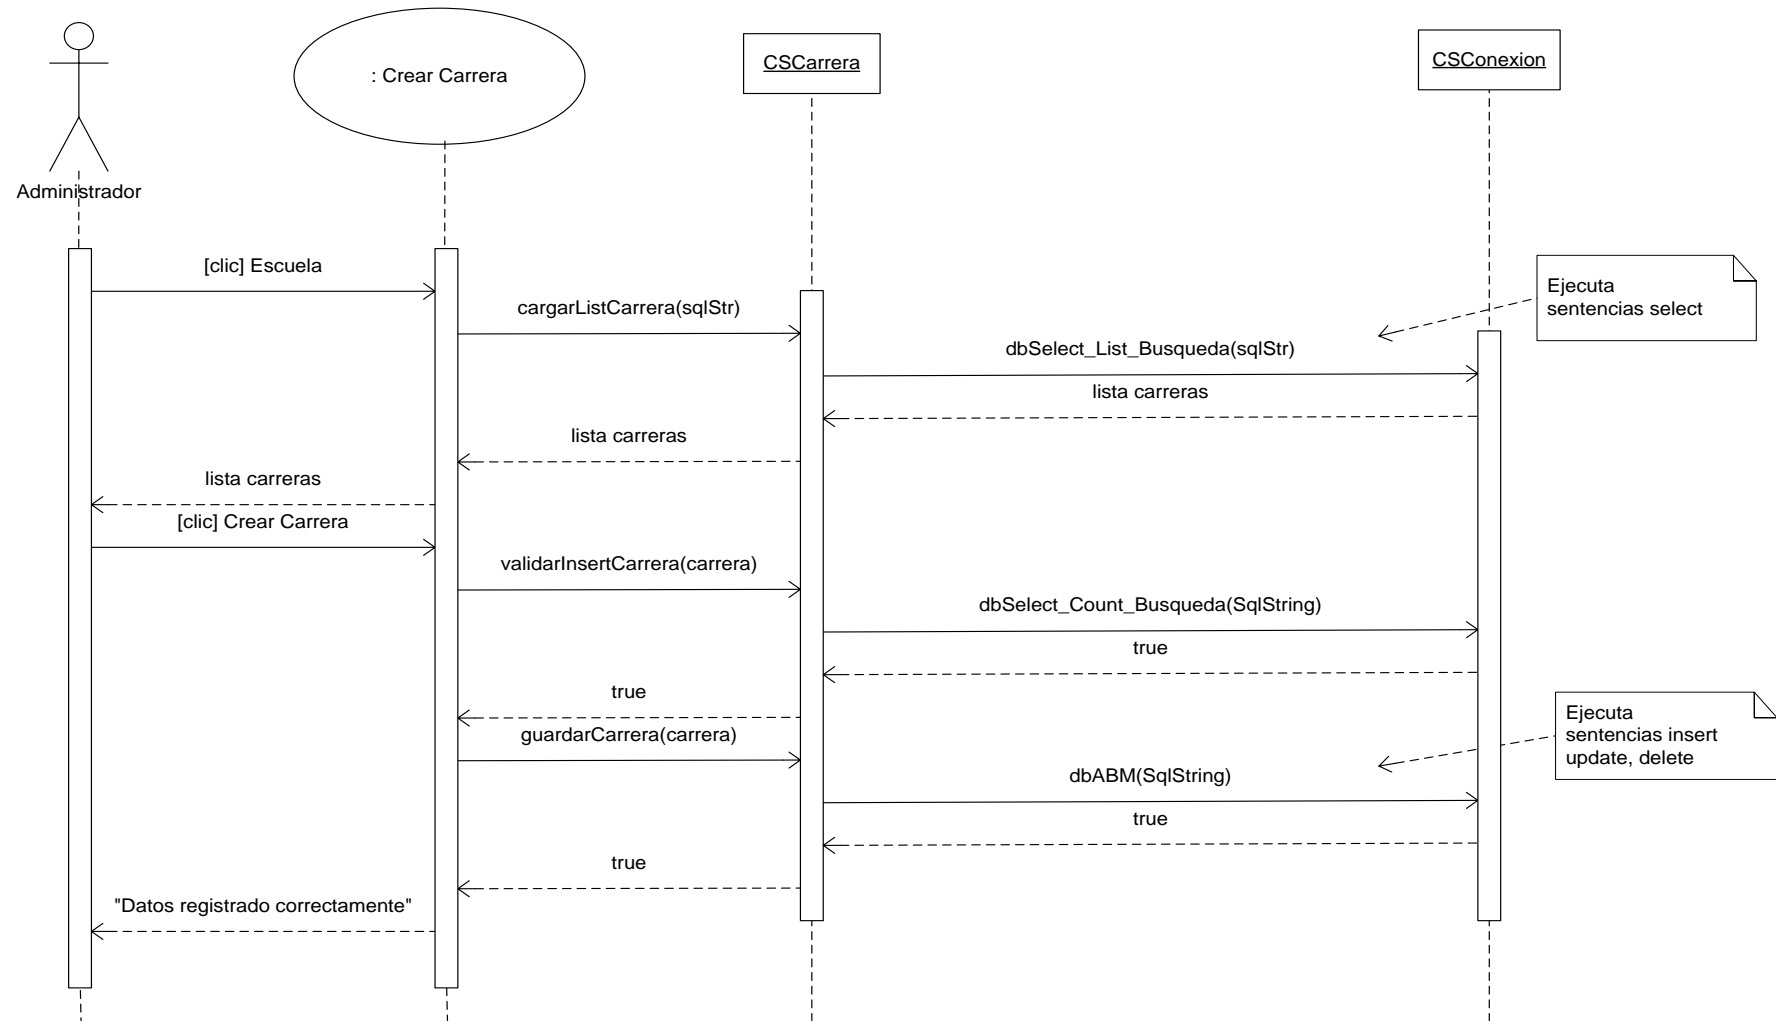 : Crear Carrera
CSCarrera
CSConexion
Administrador
[clic] Escuela
Ejecuta
sentencias select
cargarListCarrera(sqlStr)
dbSelect_List_Busqueda(sqlStr)
lista carreras
lista carreras
lista carreras
[clic] Crear Carrera
validarInsertCarrera(carrera)
dbSelect_Count_Busqueda(SqlString)
true
true
Ejecuta
sentencias insert
update, delete
guardarCarrera(carrera)
dbABM(SqlString)
true
true
"Datos registrado correctamente"